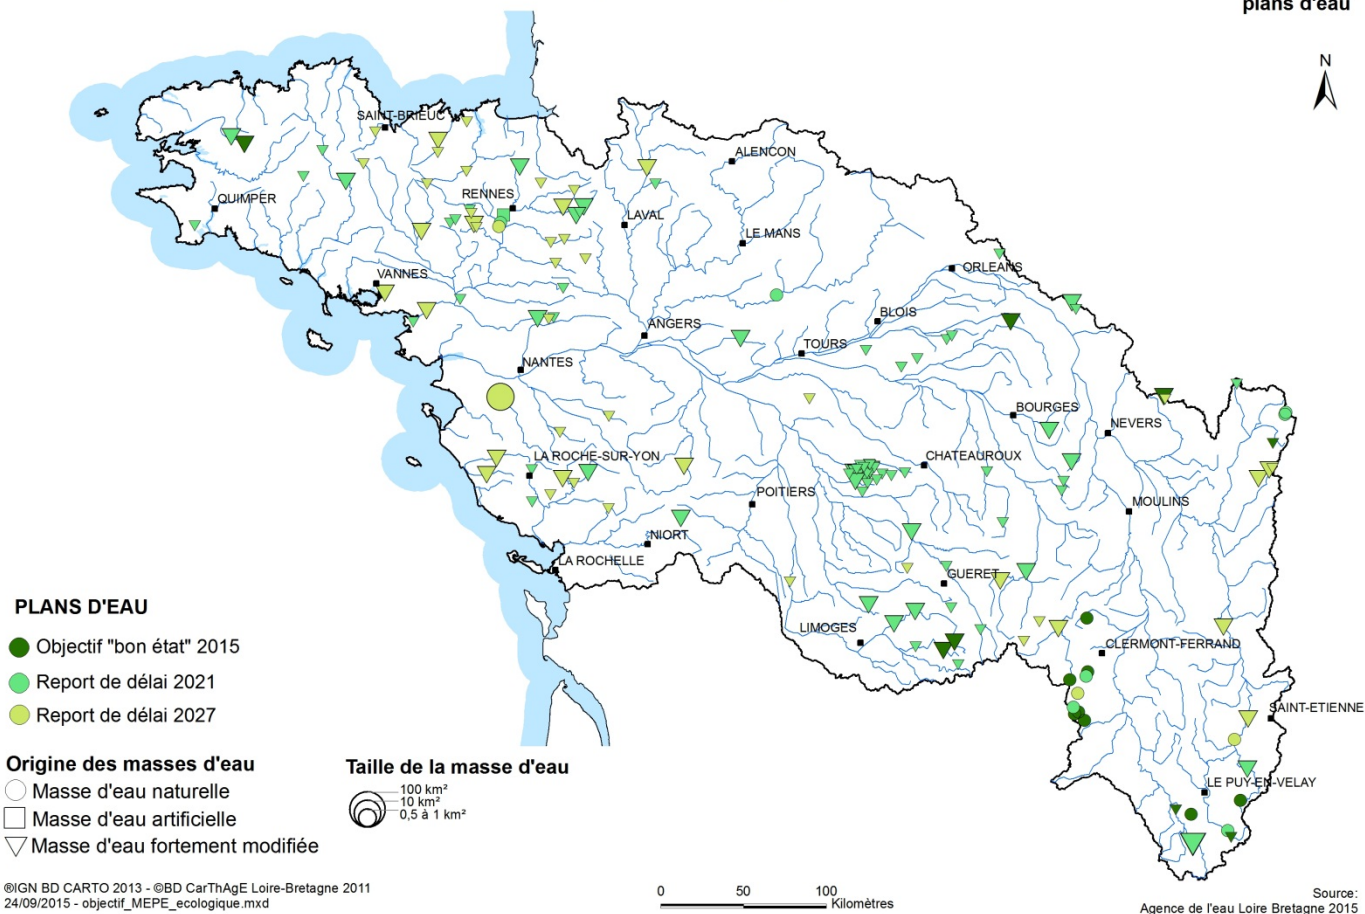 plans d'eau
N
SAINT-BRIEUC
ALENCON
QUIMPER
RENNES
LAVAL
LE MANS
VANNES
ORLEANS
BLOIS
ANGERS
TOURS
NANTES
BOURGES
NEVERS
LA ROCHE-SUR-YON
CHATEAUROUX
POITIERS
MOULINS
NIORT
LA ROCHELLE
GUERET
LIMOGES
CLERMONT-FERRAND
SAINT-ETIENNE
LE PUY-EN-VELAY
PLANS D'EAU
Objectif "bon état" 2015
Report de délai 2021
Report de délai 2027
Origine des masses d'eau
Masse d'eau naturelle
Masse d'eau artificielle
Masse d'eau fortement modifiée
Taille de la masse d'eau
100 km²
10 km²
0,5 à 1 km²
®IGN BD CARTO 2013 - ©BD CarThAgE Loire-Bretagne 2011
24/09/2015 - objectif_MEPE_ecologique.mxd
0 50 100
Kilomètres
Source:
Agence de l'eau Loire Bretagne 2015